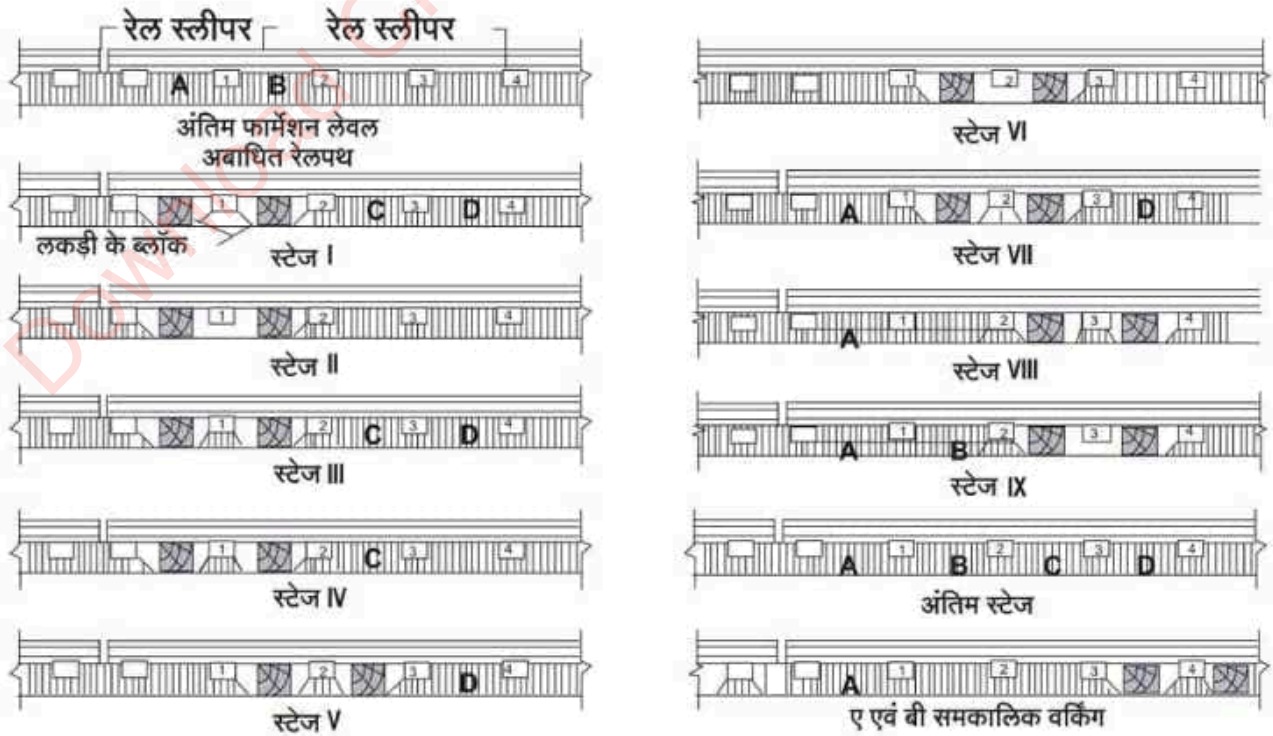 रेल स्लीपर रेल स्लीपर
A 1 B 2 3 4
अंतिम फार्मेशन लेवल
अबाधित रेलपथ
1 2 C 3 D 4
लकड़ी के ब्लॉक
स्टेज I
1 2 3 4
स्टेज II
1 2 C 3 D 4
स्टेज III
1 2 C 3 4
स्टेज IV
1 2 3 D 4
स्टेज V
1 2 3 4
स्टेज VI
A 1 2 3 D 4
स्टेज VII
A 1 2 3 4
स्टेज VIII
A 1 B 2 3 4
स्टेज IX
A 1 B 2 C 3 D 4
अंतिम स्टेज
A 1 2 3 4
ए एवं बी समकालिक वर्किंग
Download